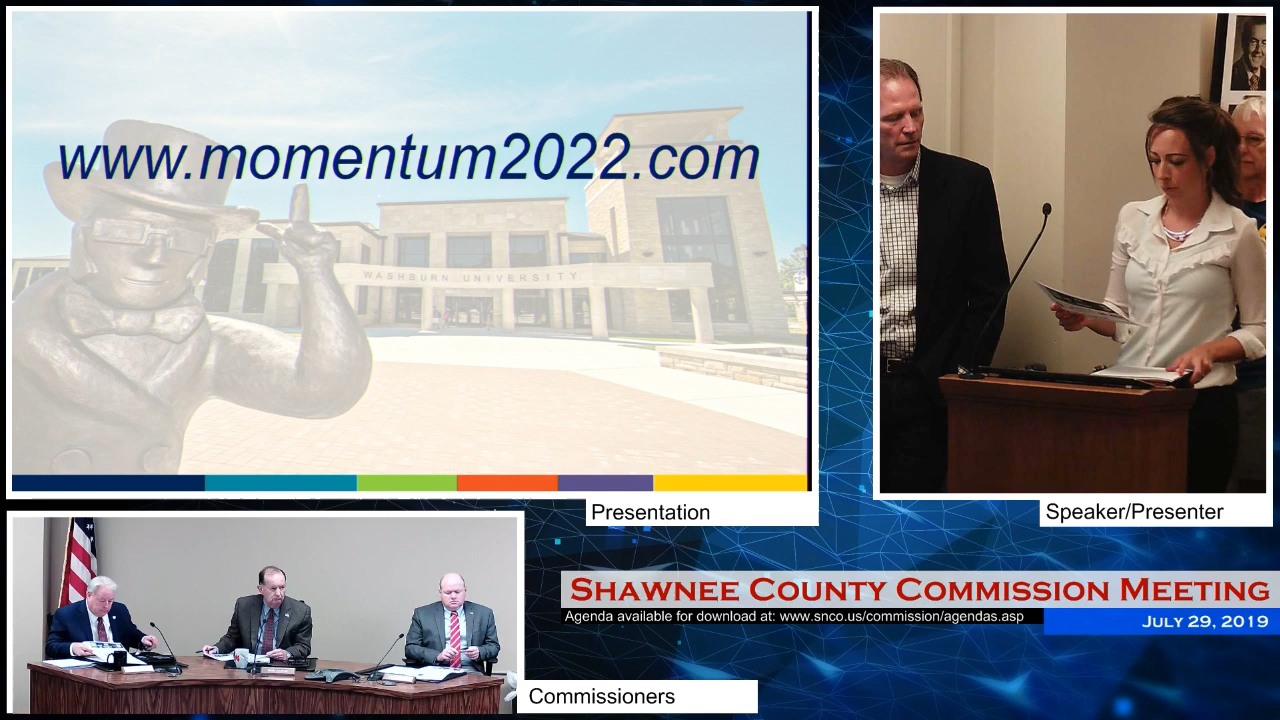 www.momentum2022.com
WASHBURN UNIVERSITY
Presentation
Speaker/Presenter
SHAWNEE COUNTY COMMISSION MEETING
Agenda available for download at: www.snco.us/commission/agendas.asp
JULY 29, 2019
Commissioners